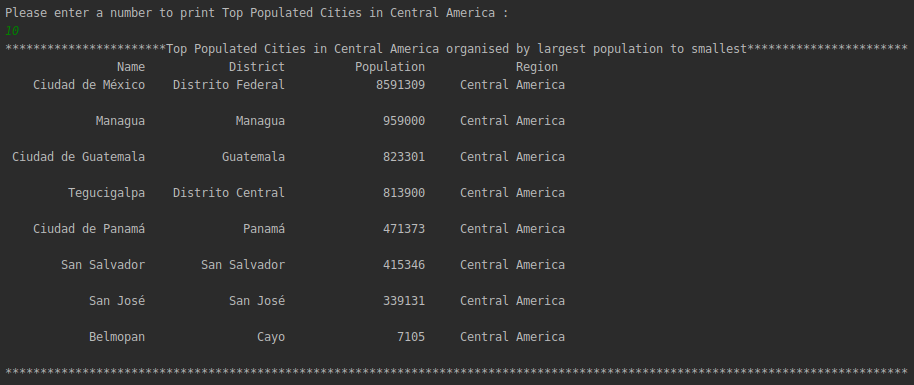 Please enter a number to print Top Populated Cities in Central America :
10
***********************Top Populated Cities in Central America organised by largest population to smallest***********************
Name District Population Region
Ciudad de México Distrito Federal 8591309 Central America
Managua Managua 959000 Central America
Ciudad de Guatemala Guatemala 823301 Central America
Tegucigalpa Distrito Central 813900 Central America
Ciudad de Panamá Panamá 471373 Central America
San Salvador San Salvador 415346 Central America
San José San José 339131 Central America
Belmopan Cayo 7105 Central America
*********************************************************************************************************************************